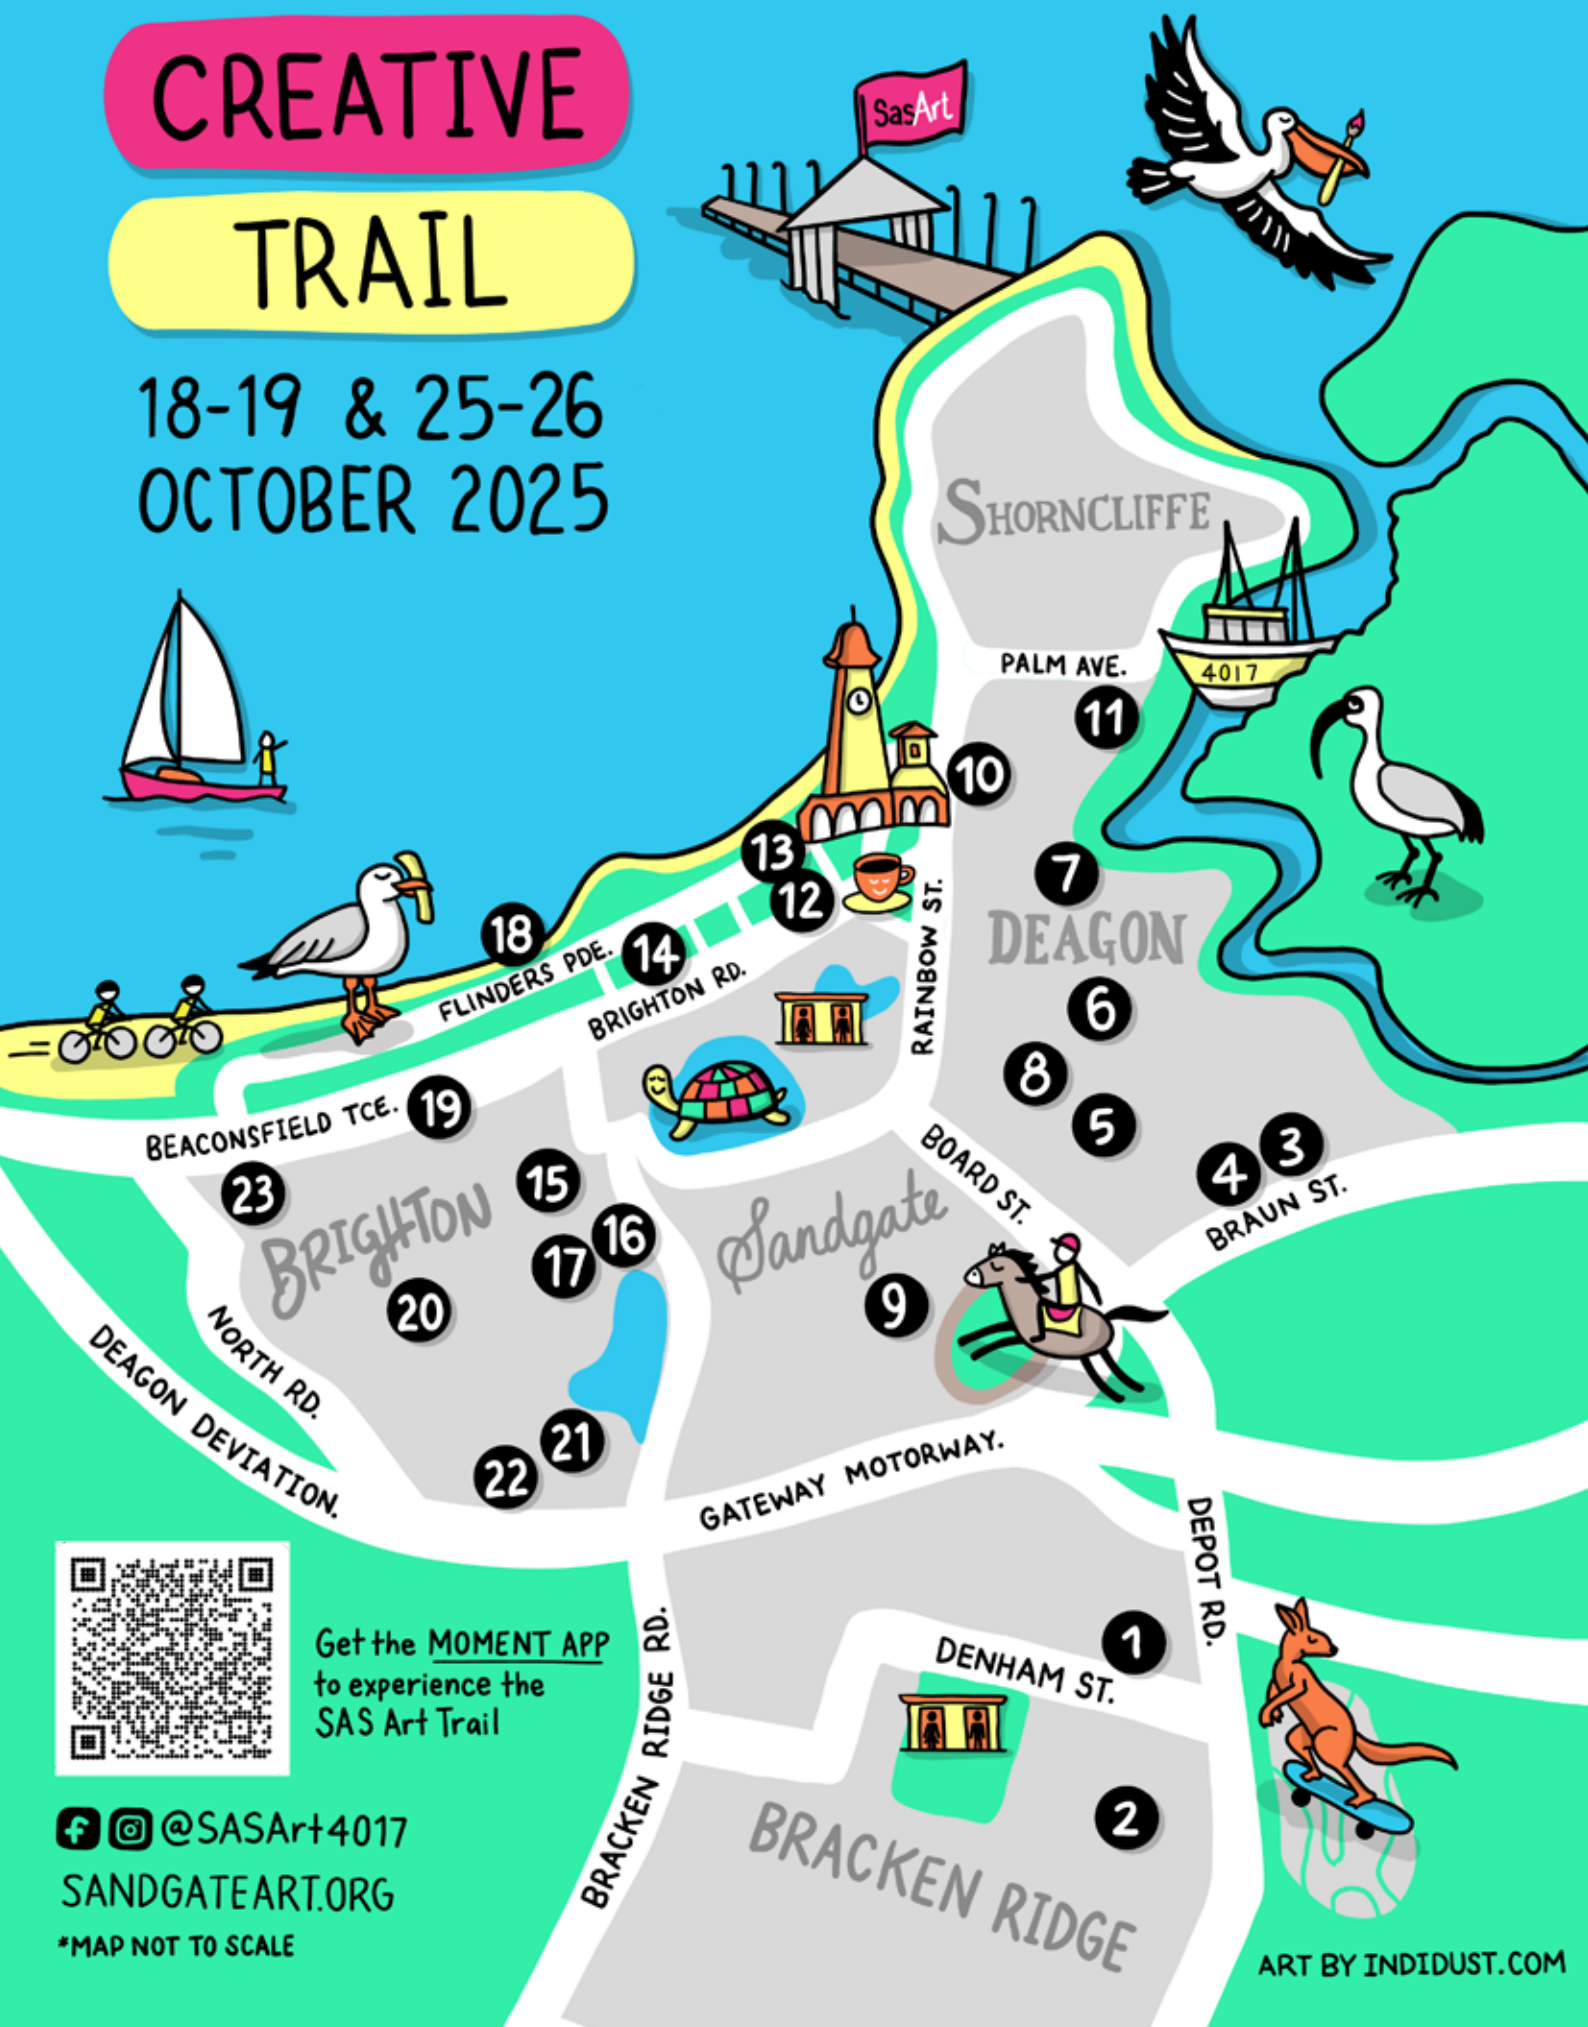 CREATIVE
TRAIL
18-19 & 25-26
OCTOBER 2025
SasArt
SHORNCLIFFE
PALM AVE.
4017
11
10
13
12
7
RAINBOW ST.
DEAGON
18
FLINDERS PDE.
14
BRIGHTON RD.
6
8
5
BEACONSFIELD TCE.
19
BOARD ST.
4
3
BRAUN ST.
23
BRIGHTON
15
16
17
20
Sandgate
9
NORTH RD.
DEAGON DEVIATION.
21
22
GATEWAY MOTORWAY.
DEPOT RD.
1
DENHAM ST.
BRACKEN RIDGE RD.
2
BRACKEN RIDGE
Get the MOMENT APP
to experience the
SAS Art Trail
@SASArt4017
SANDGATEART.ORG
*MAP NOT TO SCALE
ART BY INDIDUST.COM